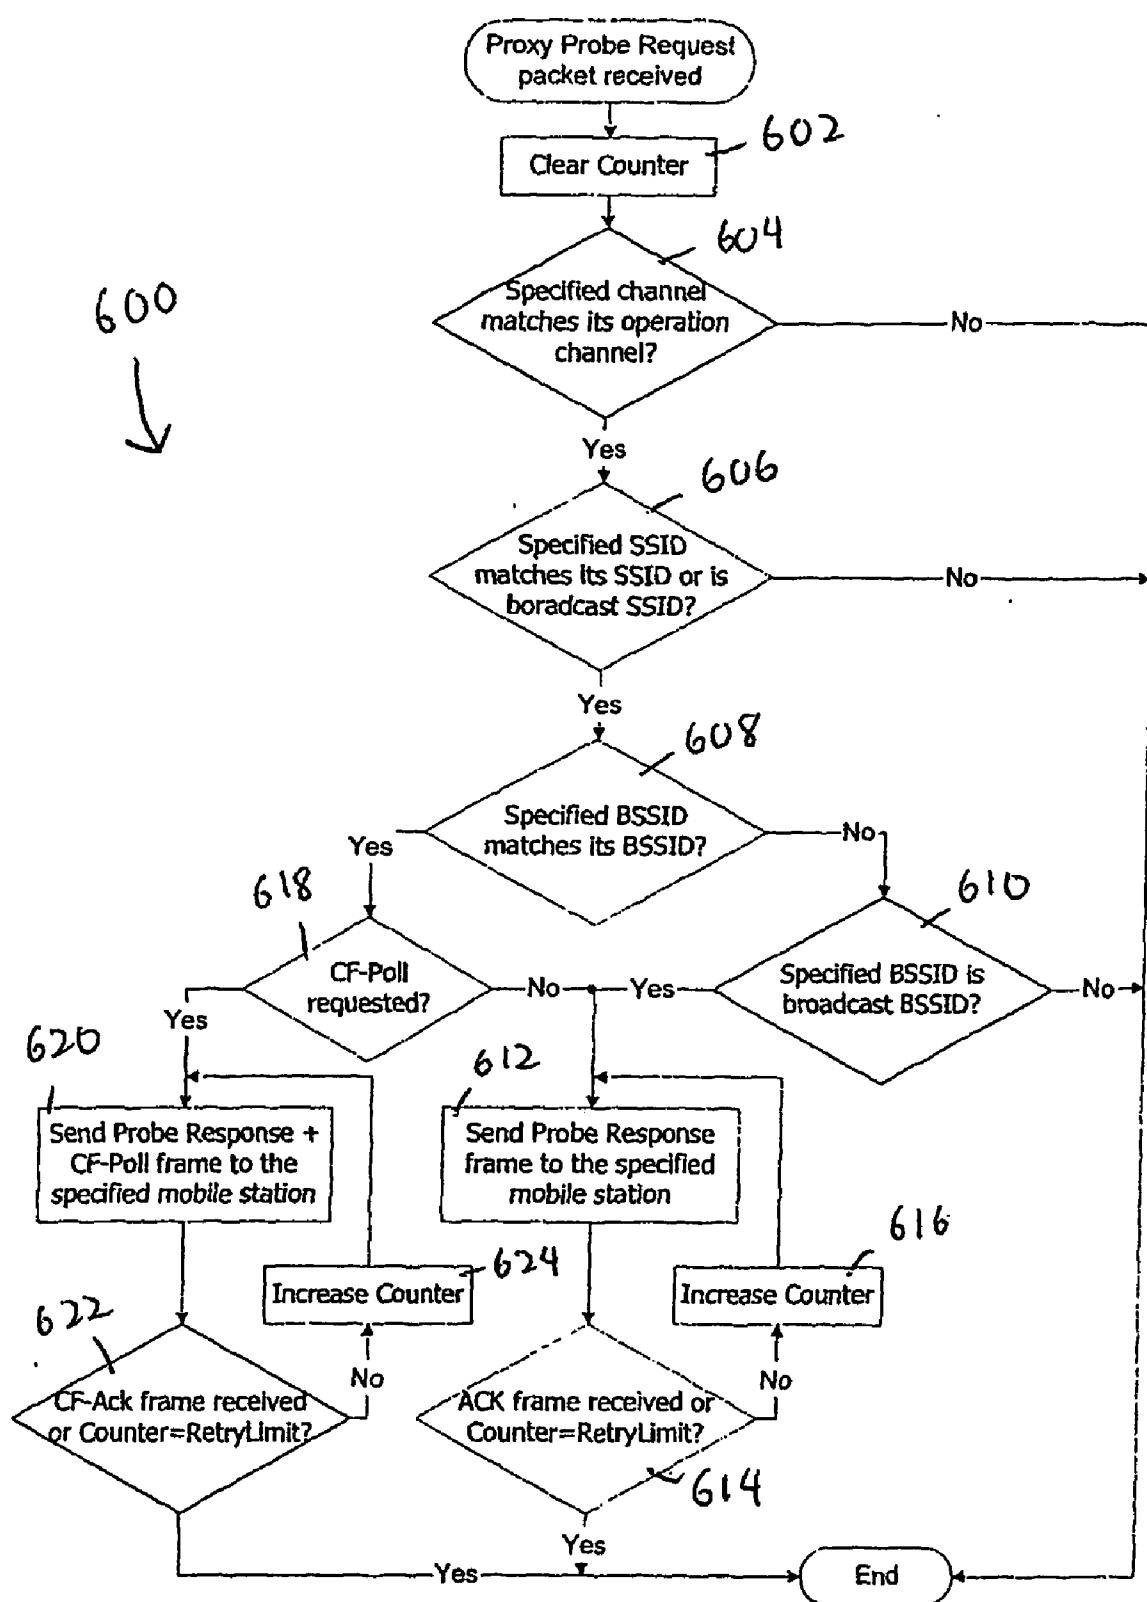 Proxy Probe Request
packet received
602
Clear Counter
604
600
Specified channel
matches its operation
channel?
No
Yes
606
Specified SSID
matches its SSID or is
boradcast SSID?
No
Yes
608
Specified BSSID
matches its BSSID?
Yes
No
618
610
CF-Poll
requested?
Specified BSSID is
broadcast BSSID?
No
Yes
No
Yes
620
612
Send Probe Response +
CF-Poll frame to the
specified mobile station
Send Probe Response
frame to the specified
mobile station
624
616
Increase Counter
Increase Counter
622
No
No
CF-Ack frame received
or Counter=RetryLimit?
ACK frame received or
Counter=RetryLimit?
614
Yes
Yes
End